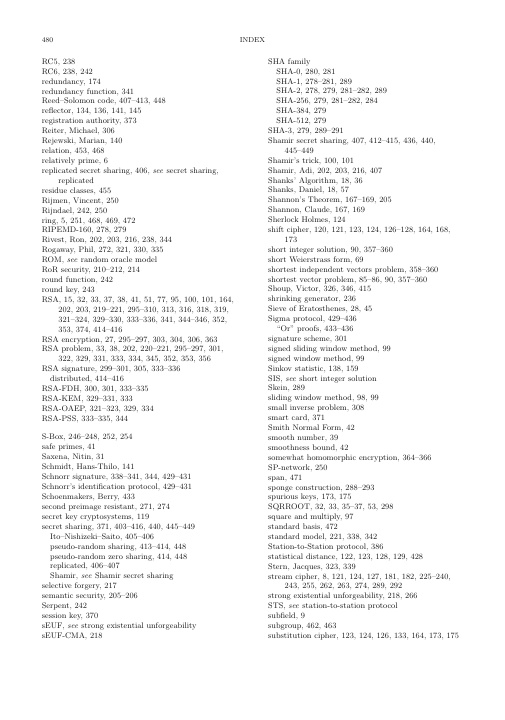 480
INDEX
RC5, 238
RC6, 238, 242
redundancy, 174
redundancy function, 341
Reed–Solomon code, 407–413, 448
reflector, 134, 136, 141, 145
registration authority, 373
Reiter, Michael, 306
Rejewski, Marian, 140
relation, 453, 468
relatively prime, 6
replicated secret sharing, 406, see secret sharing,
replicated
residue classes, 455
Rijmen, Vincent, 250
Rijndael, 242, 250
ring, 5, 251, 468, 469, 472
RIPEMD-160, 278, 279
Rivest, Ron, 202, 203, 216, 238, 344
Rogaway, Phil, 272, 321, 330, 335
ROM, see random oracle model
RoR security, 210–212, 214
round function, 242
round key, 243
RSA, 15, 32, 33, 37, 38, 41, 51, 77, 95, 100, 101, 164,
202, 203, 219–221, 295–310, 313, 316, 318, 319,
321–324, 329–330, 333–336, 341, 344–346, 352,
353, 374, 414–416
RSA encryption, 27, 295–297, 303, 304, 306, 363
RSA problem, 33, 38, 202, 220–221, 295–297, 301,
322, 329, 331, 333, 334, 345, 352, 353, 356
RSA signature, 299–301, 305, 333–336
distributed, 414–416
RSA-FDH, 300, 301, 333–335
RSA-KEM, 329–331, 333
RSA-OAEP, 321–323, 329, 334
RSA-PSS, 333–335, 344
S-Box, 246–248, 252, 254
safe primes, 41
Saxena, Nitin, 31
Schmidt, Hans-Thilo, 141
Schnorr signature, 338–341, 344, 429–431
Schnorr's identification protocol, 429–431
Schoenmakers, Berry, 433
second preimage resistant, 271, 274
secret key cryptosystems, 119
secret sharing, 371, 403–416, 440, 445–449
Ito–Nishizeki–Saito, 405–406
pseudo-random sharing, 413–414, 448
pseudo-random zero sharing, 414, 448
replicated, 406–407
Shamir, see Shamir secret sharing
selective forgery, 217
semantic security, 205–206
Serpent, 242
session key, 370
sEUF, see strong existential unforgeability
sEUF-CMA, 218
SHA family
SHA-0, 280, 281
SHA-1, 278–281, 289
SHA-2, 278, 279, 281–282, 289
SHA-256, 279, 281–282, 284
SHA-384, 279
SHA-512, 279
SHA-3, 279, 289–291
Shamir secret sharing, 407, 412–415, 436, 440,
445–449
Shamir's trick, 100, 101
Shamir, Adi, 202, 203, 216, 407
Shanks' Algorithm, 18, 36
Shanks, Daniel, 18, 57
Shannon's Theorem, 167–169, 205
Shannon, Claude, 167, 169
Sherlock Holmes, 124
shift cipher, 120, 121, 123, 124, 126–128, 164, 168,
173
short integer solution, 90, 357–360
short Weierstrass form, 69
shortest independent vectors problem, 358–360
shortest vector problem, 85–86, 90, 357–360
Shoup, Victor, 326, 346, 415
shrinking generator, 236
Sieve of Eratosthenes, 28, 45
Sigma protocol, 429–436
“Or” proofs, 433–436
signature scheme, 301
signed sliding window method, 99
signed window method, 99
Sinkov statistic, 138, 159
SIS, see short integer solution
Skein, 289
sliding window method, 98, 99
small inverse problem, 308
smart card, 371
Smith Normal Form, 42
smooth number, 39
smoothness bound, 42
somewhat homomorphic encryption, 364–366
SP-network, 250
span, 471
sponge construction, 288–293
spurious keys, 173, 175
SQRROOT, 32, 33, 35–37, 53, 298
square and multiply, 97
standard basis, 472
standard model, 221, 338, 342
Station-to-Station protocol, 386
statistical distance, 122, 123, 128, 129, 428
Stern, Jacques, 323, 339
stream cipher, 8, 121, 124, 127, 181, 182, 225–240,
243, 255, 262, 263, 274, 289, 292
strong existential unforgeability, 218, 266
STS, see station-to-station protocol
subfield, 9
subgroup, 462, 463
substitution cipher, 123, 124, 126, 133, 164, 173, 175